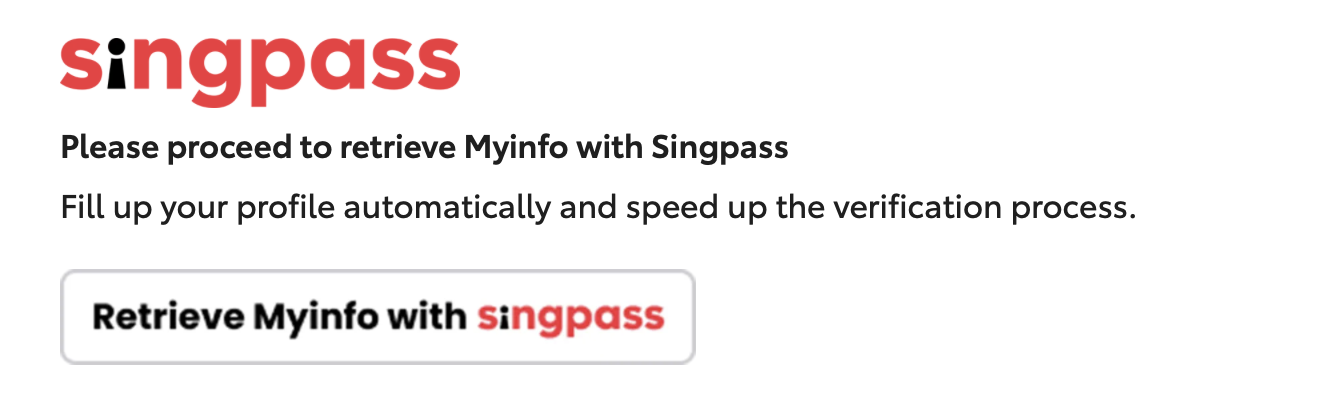 singpass
Please proceed to retrieve Myinfo with Singpass
Fill up your profile automatically and speed up the verification process.
Retrieve Myinfo with singpass